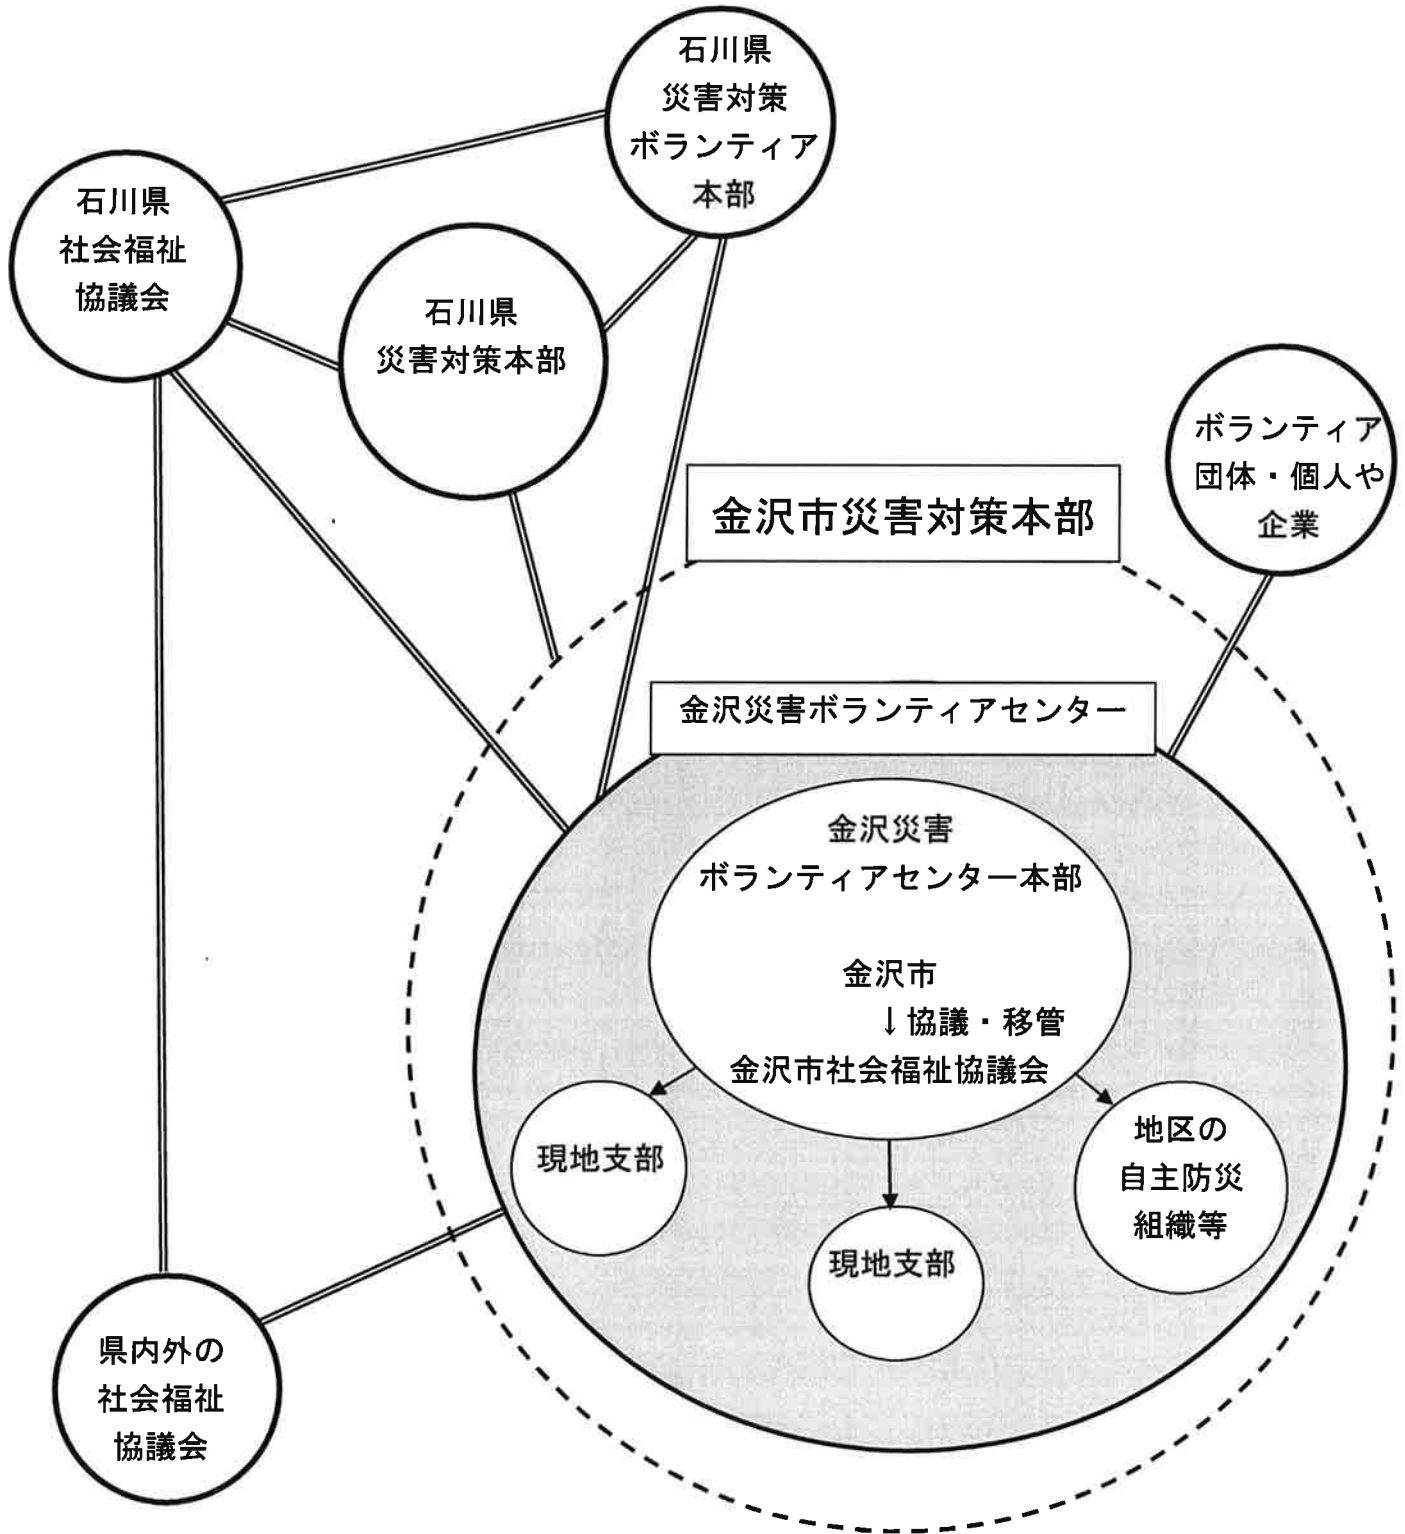 石川県
災害対策
ボランティア
本部
石川県
社会福祉
協議会
石川県
災害対策本部
ボランティア
団体・個人や
企業
金沢市災害対策本部
金沢災害ボランティアセンター
金沢災害
ボランティアセンター本部
金沢市
↓協議・移管
金沢市社会福祉協議会
現地支部
現地支部
地区の
自主防災
組織等
県内外の
社会福祉
協議会